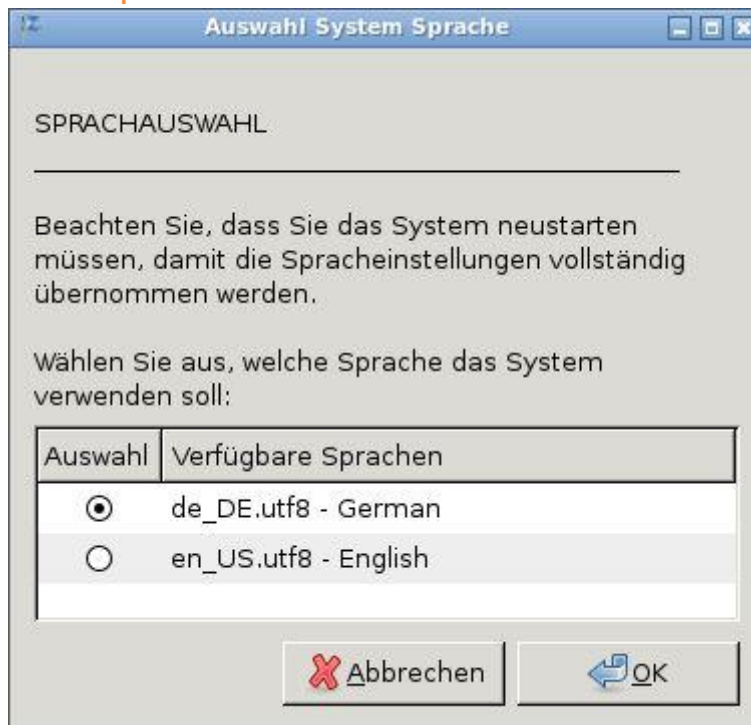 Auswahl System Sprache
SPRACHAUSWAHL
Beachten Sie, dass Sie das System neustarten
müssen, damit die Spracheinstellungen vollständig
übernommen werden.
Wählen Sie aus, welche Sprache das System
verwenden soll:
Auswahl Verfügbare Sprachen
de_DE.utf8 - German
en_US.utf8 - English
Abbrechen OK